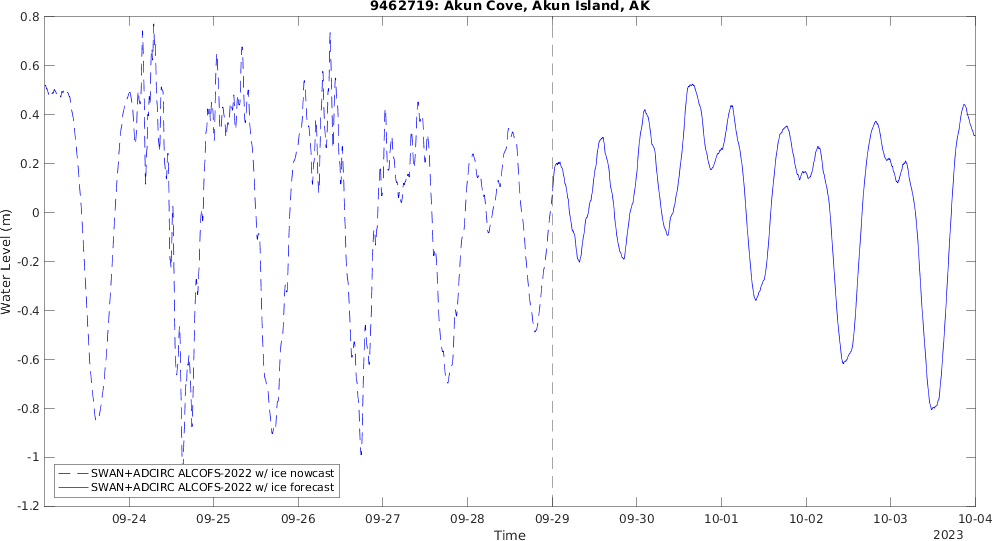 9462719: Akun Cove, Akun Island, AK
Water Level (m)
0.8
0.6
0.4
0.2
0
-0.2
-0.4
-0.6
-0.8
-1
-1.2
SWAN+ADCIRC ALCOFS-2022 w/ ice nowcast
SWAN+ADCIRC ALCOFS-2022 w/ ice forecast
09-24 09-25 09-26 09-27 09-28 09-29 09-30 10-01 10-02 10-03 10-04
Time
2023